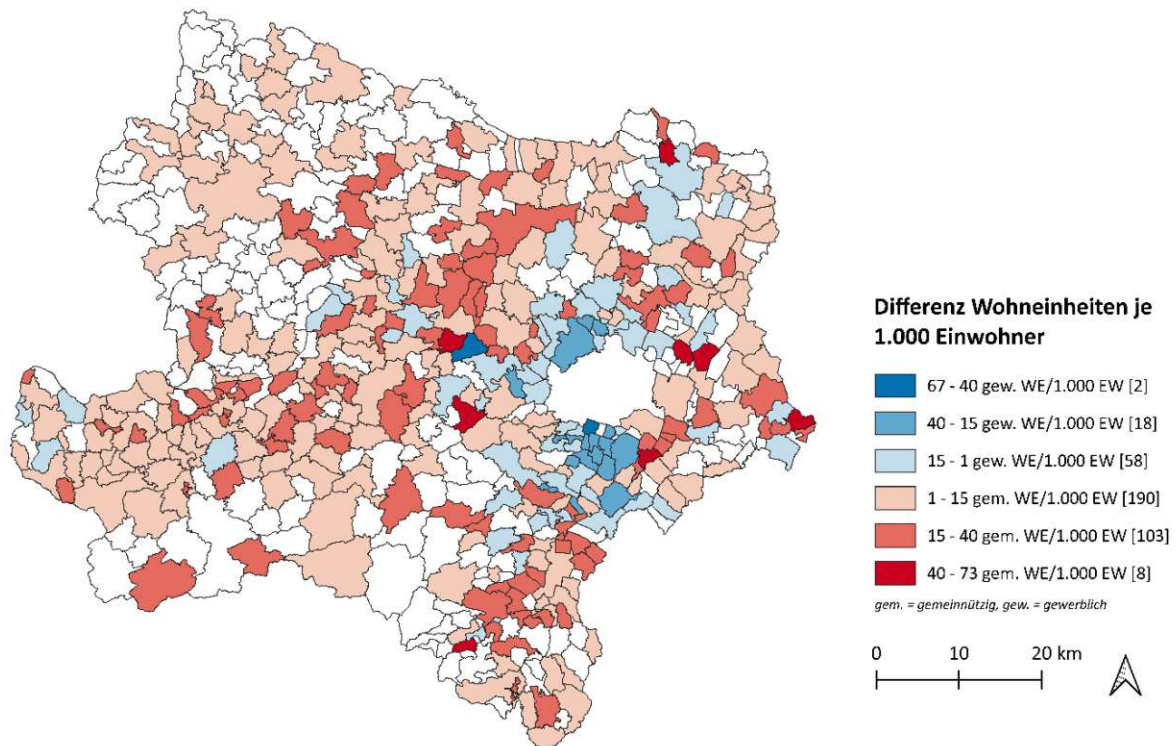 Differenz Wohneinheiten je
1.000 Einwohner
67 - 40 gew. WE/1.000 EW [2]
40 - 15 gew. WE/1.000 EW [18]
15 - 1 gew. WE/1.000 EW [58]
1 - 15 gem. WE/1.000 EW [190]
15 - 40 gem. WE/1.000 EW [103]
40 - 73 gem. WE/1.000 EW [8]
gem. = gemeinnützig, gew. = gewerblich
0 10 20 km